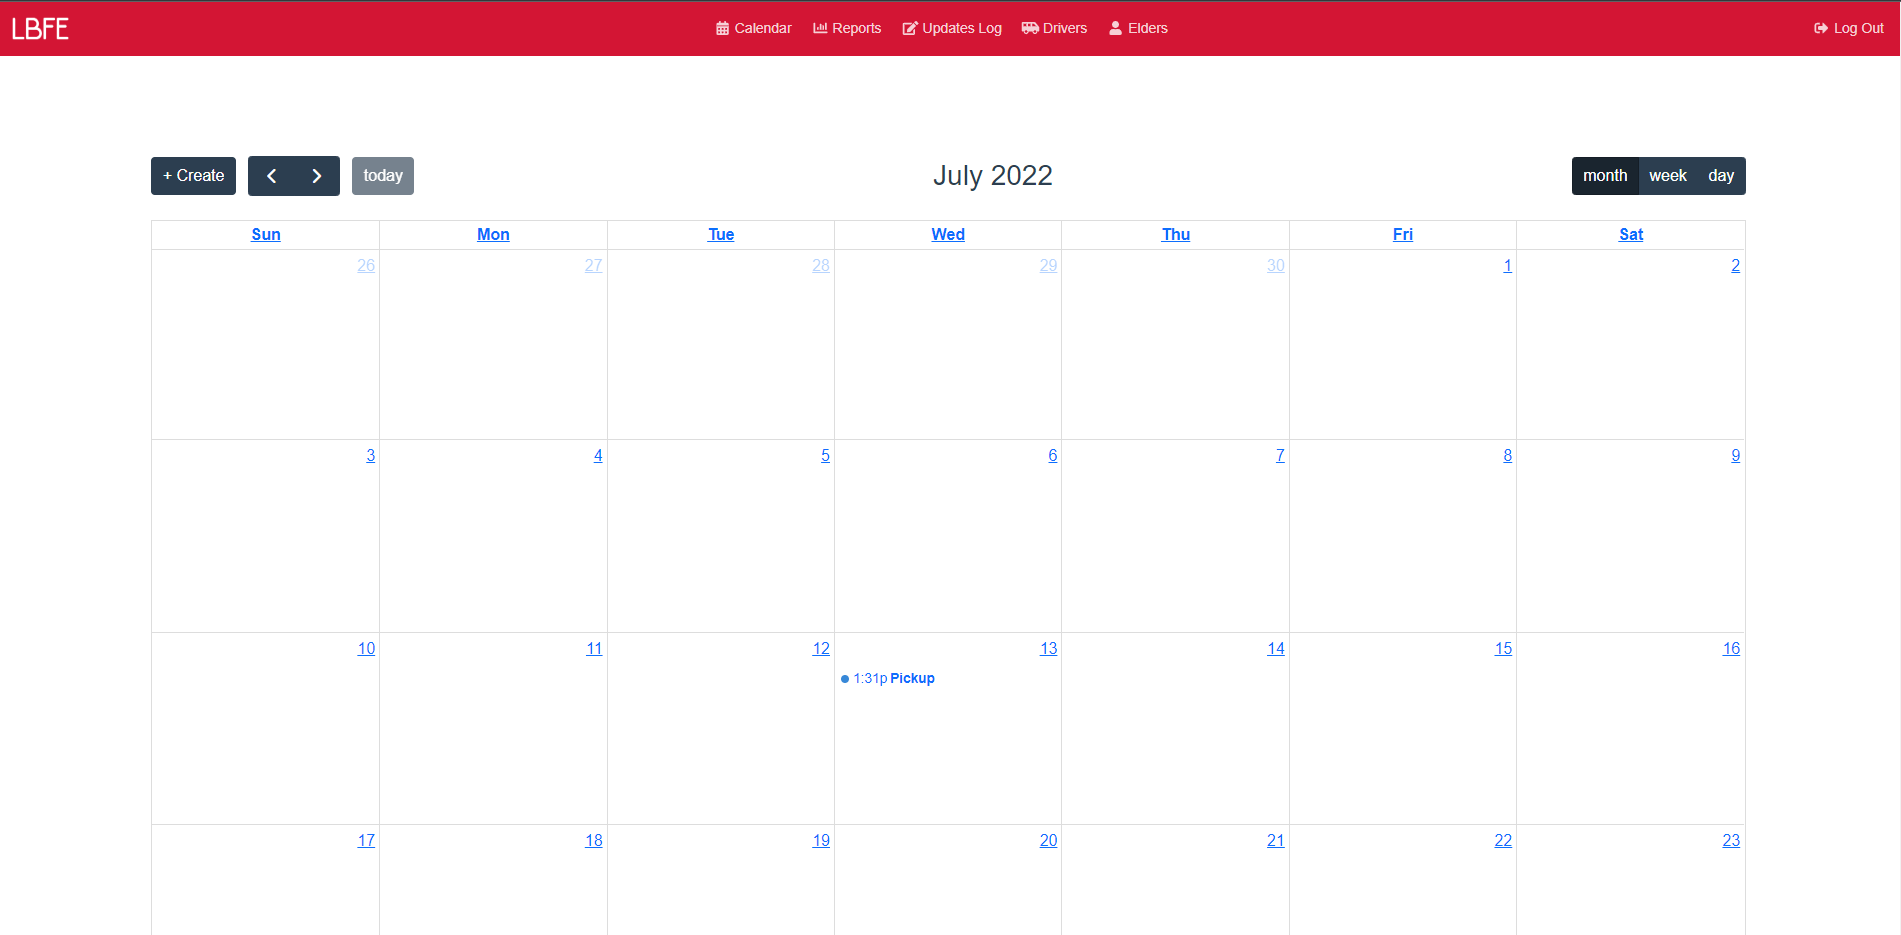 LBFE
Calendar Reports Updates Log Drivers Elders
Log Out
+ Create
today
July 2022
month week day
Sun Mon Tue Wed Thu Fri Sat
26 27 28 29 30 1 2
3 4 5 6 7 8 9
10 11 12 13 14 15 16
1:31p Pickup
17 18 19 20 21 22 23